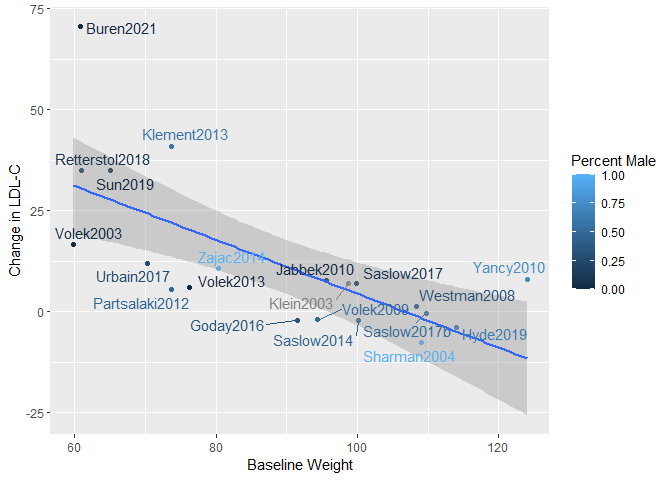 75
50
25
0
-25
60
80
100
120
Change in LDL-C
Baseline Weight
Buren2021
Klement2013
Retterstol2018
Sun2019
Volek2003
Zajac2014
Urbain2017
Volek2013
Jabbek2010
Saslow2017
Yancy2010
Partsalaki2012
Klein2003
Westman2008
Volek2009
Goday2016
Saslow2017b
Hyde2019
Saslow2014
Sharman2004
Percent Male
1.00
0.75
0.50
0.25
0.00